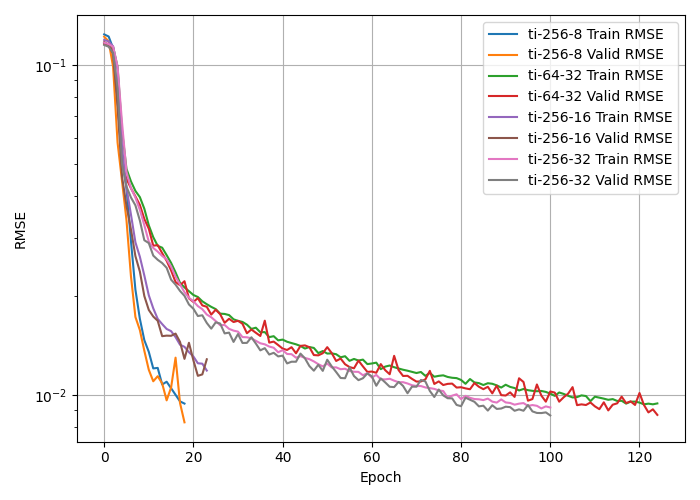 ti-256-8 Train RMSE
ti-256-8 Valid RMSE
ti-64-32 Train RMSE
ti-64-32 Valid RMSE
ti-256-16 Train RMSE
ti-256-16 Valid RMSE
ti-256-32 Train RMSE
ti-256-32 Valid RMSE
10⁻¹
RMSE
10⁻²
0 20 40 60 80 100 120
Epoch